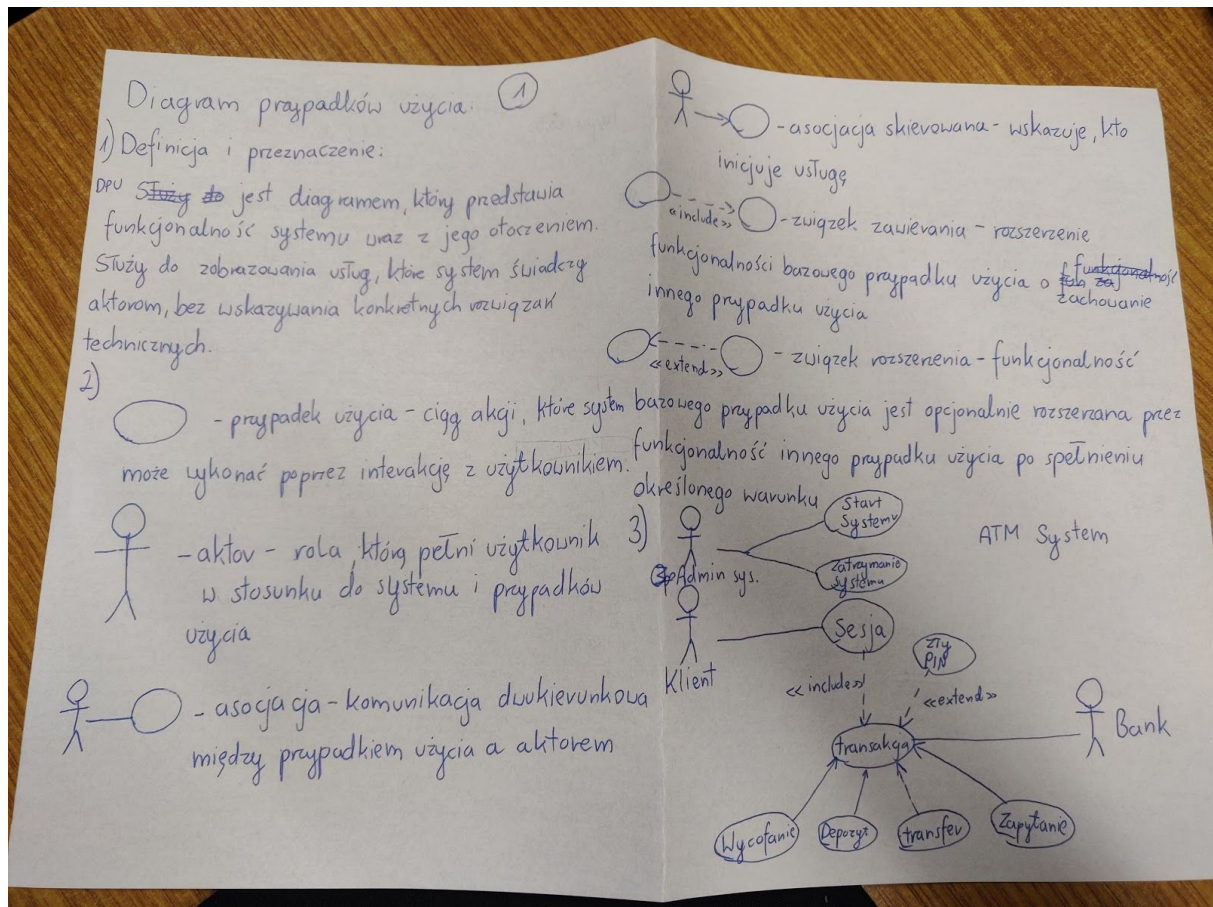 Diagram przypadków użycia: 1
1) Definicja i przeznaczenie:
DPU Służy do jest diagramem, który przedstawia
funkcjonalność systemu wraz z jego otoczeniem.
Służy do zobrazowania usług, które system świadczy
aktorom, bez wskazywania konkretnych rozwiązań
technicznych.
2)
- przypadek użycia - ciąg akcji, które system
może wykonać poprzez interakcję z użytkownikiem.
- aktor - rola, którą pełni użytkownik
w stosunku do systemu i przypadków
użycia
- asocjacja - komunikacja dwukierunkowa
między przypadkiem użycia a aktorem
- asocjacja skierowana - wskazuje, kto
inicjuje usługę
«include» - związek zawierania - rozszerzenie
funkcjonalności bazowego przypadku użycia o funkcjonalność
zachowanie
innego przypadku użycia
«extend» - związek rozszerzenia - funkcjonalność
bazowego przypadku użycia jest opcjonalnie rozszerzana przez
funkcjonalność innego przypadku użycia po spełnieniu
określonego warunku
3)
Start
Systemu
ATM System
Admin sys.
Zatrzymanie
systemu
Sesja
Zły
PIN
Klient
«include»
«extend»
transakcja
Bank
Wycofanie
Depozyt
transfer
Zapytanie